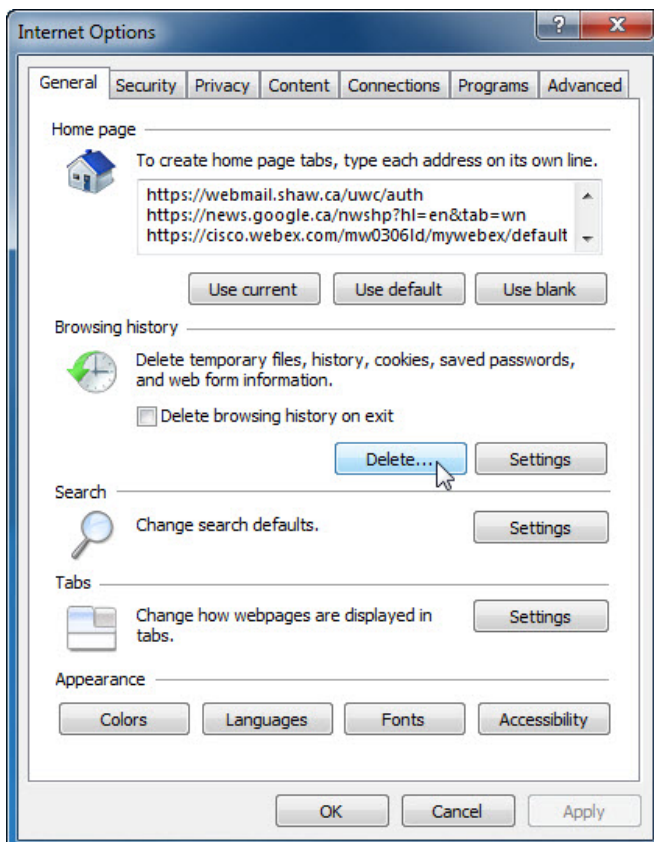 Internet Options
General Security Privacy Content Connections Programs Advanced
Home page
To create home page tabs, type each address on its own line.
https://webmail.shaw.ca/uwc/auth
https://news.google.ca/nwshp?hl=en&tab=wn
https://cisco.webex.com/mw0306ld/mywebex/default
Use current Use default Use blank
Browsing history
Delete temporary files, history, cookies, saved passwords,
and web form information.
Delete browsing history on exit
Delete... Settings
Search
Change search defaults. Settings
Tabs
Change how webpages are displayed in
tabs.
Settings
Appearance
Colors Languages Fonts Accessibility
OK Cancel Apply